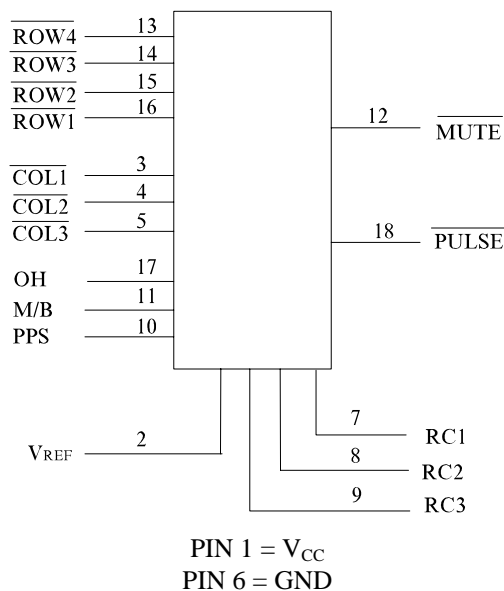 ROW4 13
ROW3 14
ROW2 15
ROW1 16
12 MUTE
COL1 3
COL2 4
COL3 5
18 PULSE
OH 17
M/B 11
PPS 10
VREF 2
7 RC1
8 RC2
9 RC3
PIN 1 = VCC
PIN 6 = GND